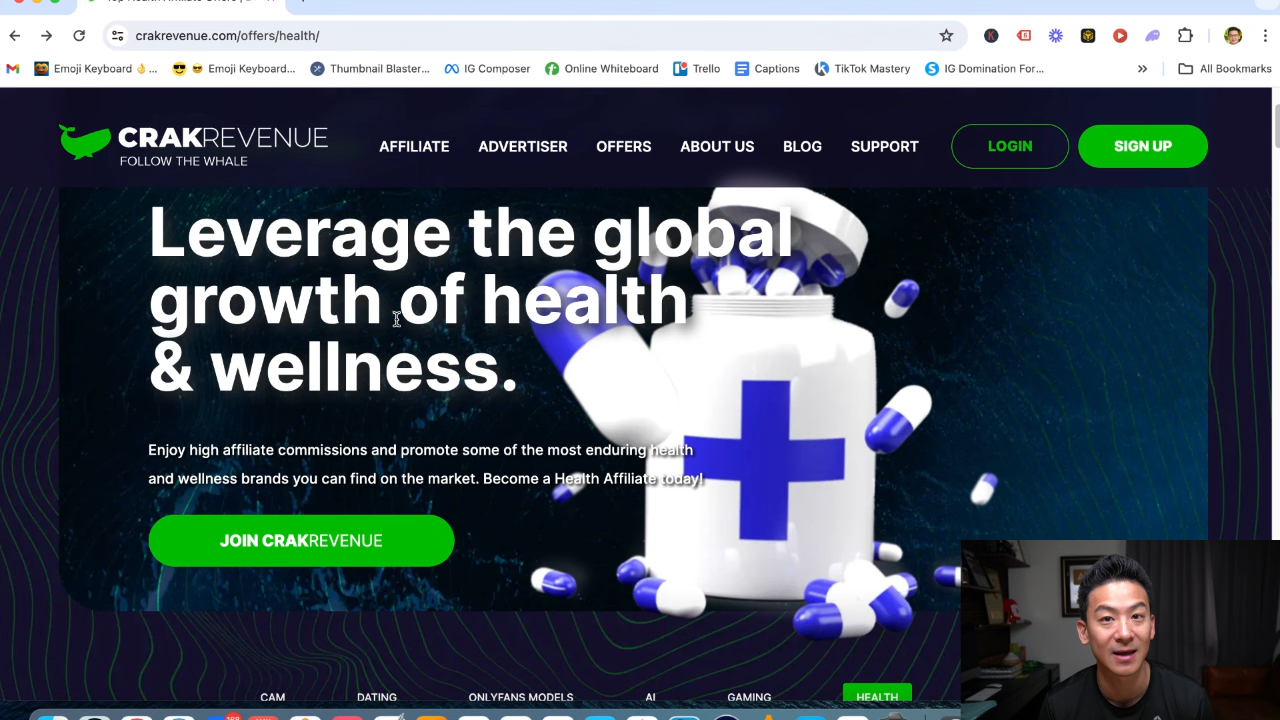 crakrevenue.com/offers/health/
Emoji Keyboard 👌 ... 😎 Emoji Keyboard... Thumbnail Blaster... IG Composer Online Whiteboard Trello Captions TikTok Mastery IG Domination For... » All Bookmarks
CRAKREVENUE
FOLLOW THE WHALE
AFFILIATE ADVERTISER OFFERS ABOUT US BLOG SUPPORT LOGIN SIGN UP
Leverage the global
growth of health
& wellness.
Enjoy high affiliate commissions and promote some of the most enduring health
and wellness brands you can find on the market. Become a Health Affiliate today!
JOIN CRAKREVENUE
CAM DATING ONLYFANS MODELS AI GAMING HEALTH